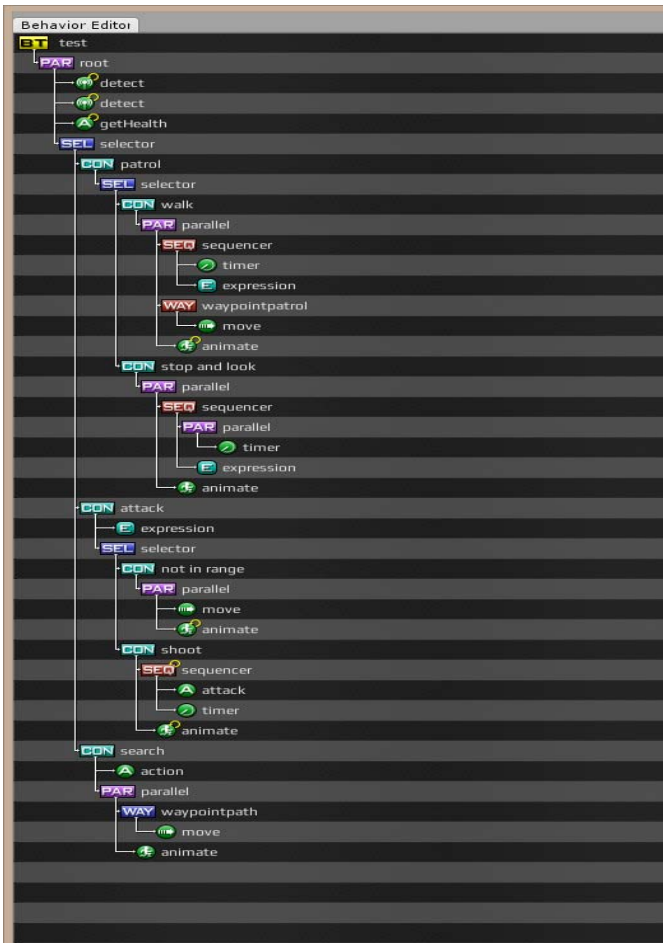 Behavior Editor
BT test
PAR root
detect
detect
A getHealth
SEL selector
CON patrol
SEL selector
CON walk
PAR parallel
SEQ sequencer
timer
E expression
WAY waypointpatrol
move
animate
CON stop and look
PAR parallel
SEQ sequencer
PAR parallel
timer
E expression
animate
CON attack
E expression
SEL selector
CON not in range
PAR parallel
move
animate
CON shoot
SEQ sequencer
A attack
timer
animate
CON search
A action
PAR parallel
WAY waypointpath
move
animate